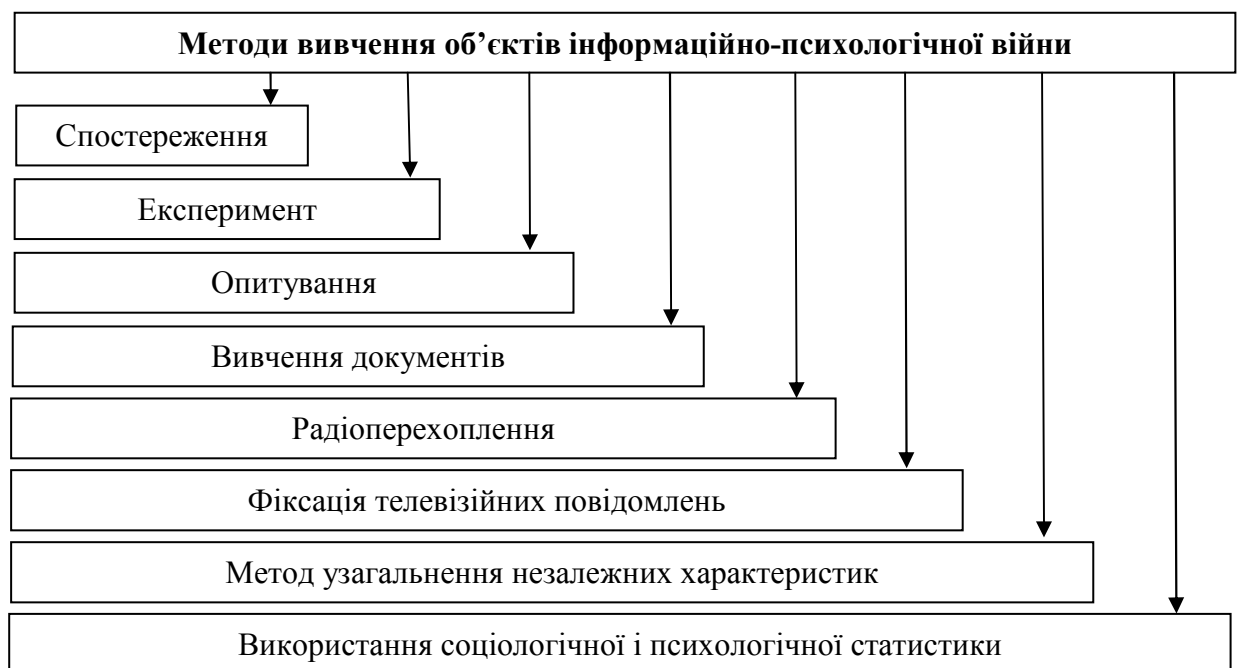 Методи вивчення об’єктів інформаційно-психологічної війни
Спостереження
Експеримент
Опитування
Вивчення документів
Радіоперехоплення
Фіксація телевізійних повідомлень
Метод узагальнення незалежних характеристик
Використання соціологічної і психологічної статистики